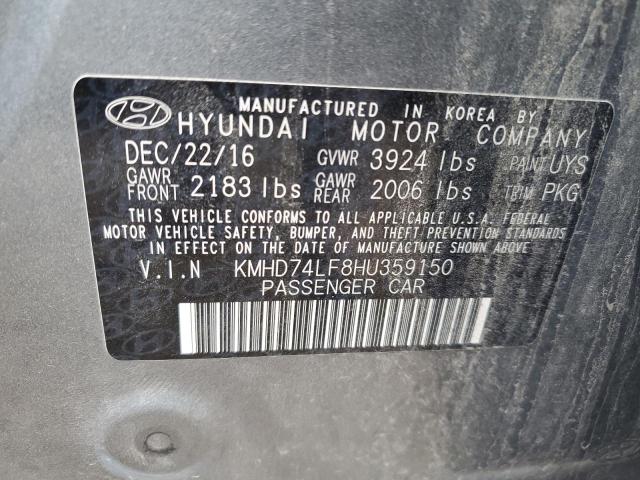 MANUFACTURED IN KOREA BY
HYUNDAI MOTOR COMPANY
DEC/22/16 GVWR 3924 lbs PAINT UYS
GAWR FRONT 2183 lbs GAWR REAR 2006 lbs TRIM PKG
THIS VEHICLE CONFORMS TO ALL APPLICABLE U.S.A. FEDERAL
MOTOR VEHICLE SAFETY, BUMPER, AND THEFT PREVENTION STANDARDS
IN EFFECT ON THE DATE OF MANUFACTURE SHOWN ABOVE.
V.I.N KMHD74LF8HU359150
PASSENGER CAR